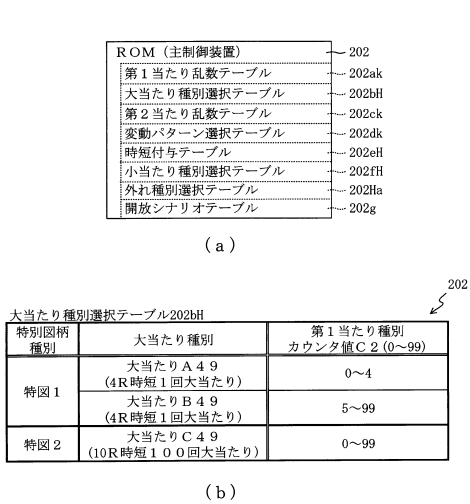 ROM(主制御装置)
202
第1当たり乱数テーブル
202ak
大当たり種別選択テーブル
202bH
第2当たり乱数テーブル
202ck
変動パターン選択テーブル
202dk
時短付与テーブル
202eH
小当たり種別選択テーブル
202fH
外れ種別選択テーブル
202Ha
開放シナリオテーブル
202g
(a)
202
大当たり種別選択テーブル202bH
特別図柄
種別
大当たり種別
第1当たり種別
カウンタ値C2(0~99)
特図1
大当たりA49
(4R時短1回大当たり)
0~4
大当たりB49
(4R時短1回大当たり)
5~99
特図2
大当たりC49
(10R時短100回大当たり)
0~99
(b)